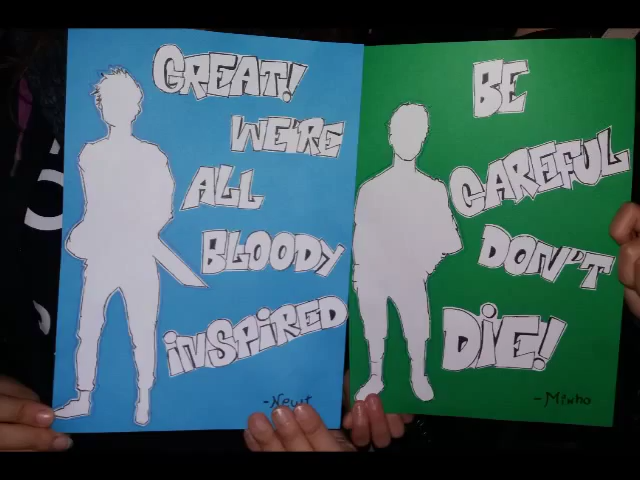 GREAT!
WE'RE
ALL
BLOODY
iNSPiRED
-Newt
BE
CAREFUL
DON'T
DiE!
-Minho